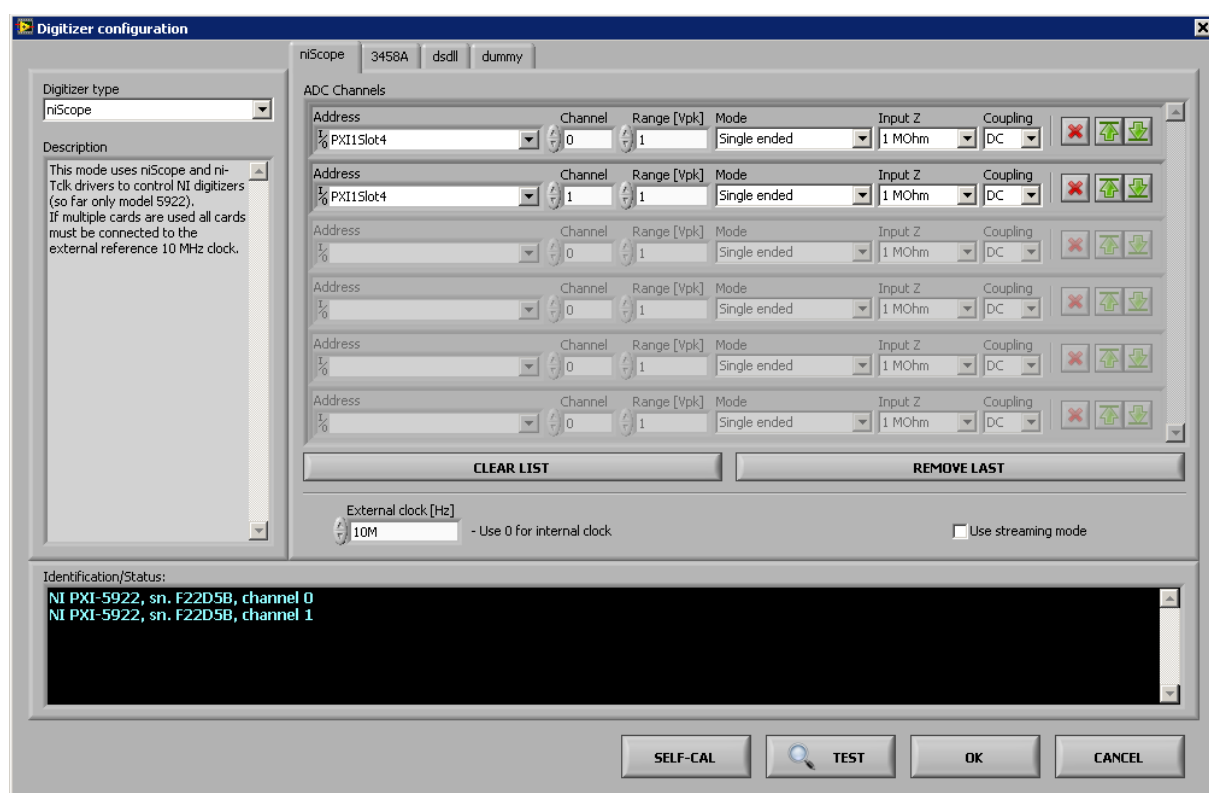 Digitizer configuration
niScope 3458A dsdll dummy
Digitizer type
niScope
Description
This mode uses niScope and ni-
Tclk drivers to control NI digitizers
(so far only model 5922).
If multiple cards are used all cards
must be connected to the
external reference 10 MHz clock.
ADC Channels
Address Channel Range [Vpk] Mode Input Z Coupling
PXI1Slot4 0 1 Single ended 1 MOhm DC
Address Channel Range [Vpk] Mode Input Z Coupling
PXI1Slot4 1 1 Single ended 1 MOhm DC
Address Channel Range [Vpk] Mode Input Z Coupling
0 1 Single ended 1 MOhm DC
Address Channel Range [Vpk] Mode Input Z Coupling
0 1 Single ended 1 MOhm DC
Address Channel Range [Vpk] Mode Input Z Coupling
0 1 Single ended 1 MOhm DC
Address Channel Range [Vpk] Mode Input Z Coupling
0 1 Single ended 1 MOhm DC
CLEAR LIST REMOVE LAST
External clock [Hz]
10M - Use 0 for internal clock Use streaming mode
Identification/Status:
NI PXI-5922, sn. F22D5B, channel 0
NI PXI-5922, sn. F22D5B, channel 1
SELF-CAL TEST OK CANCEL